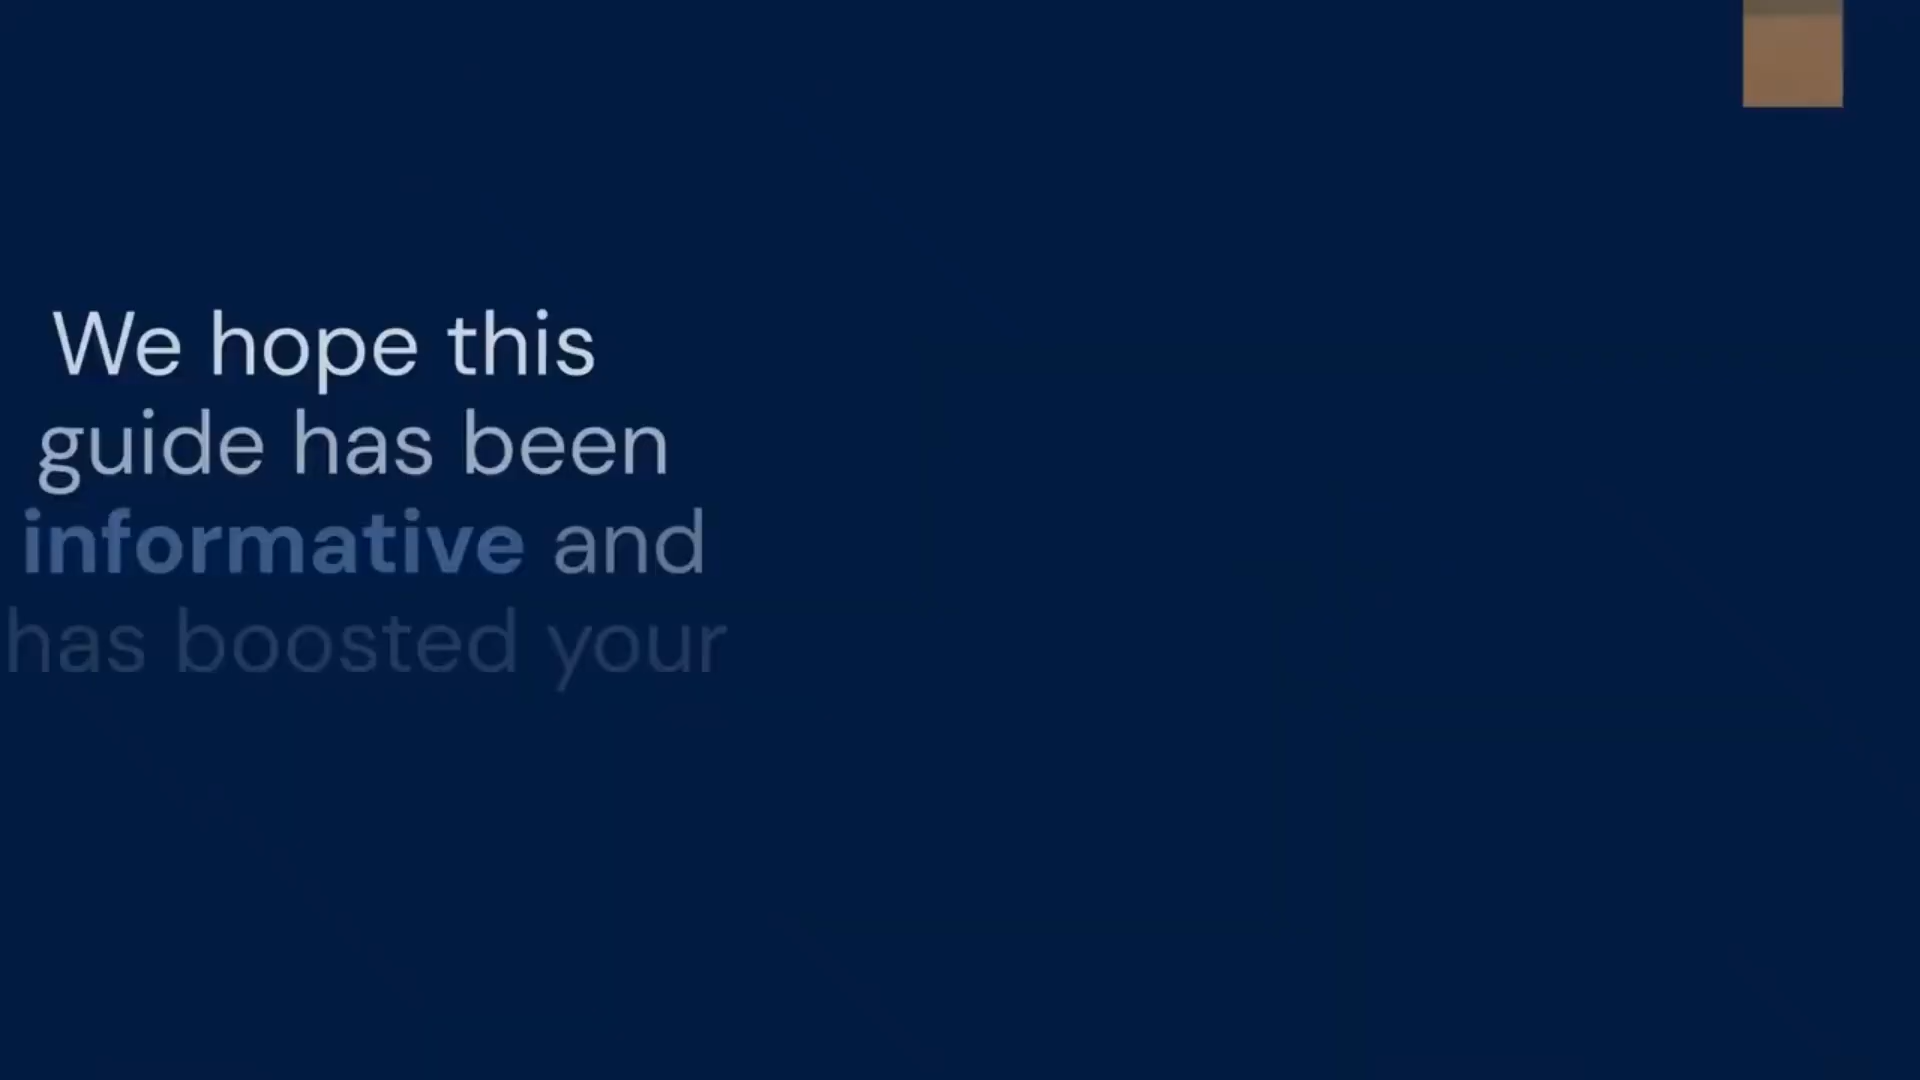 We hope this
guide has been
informative and
has boosted your